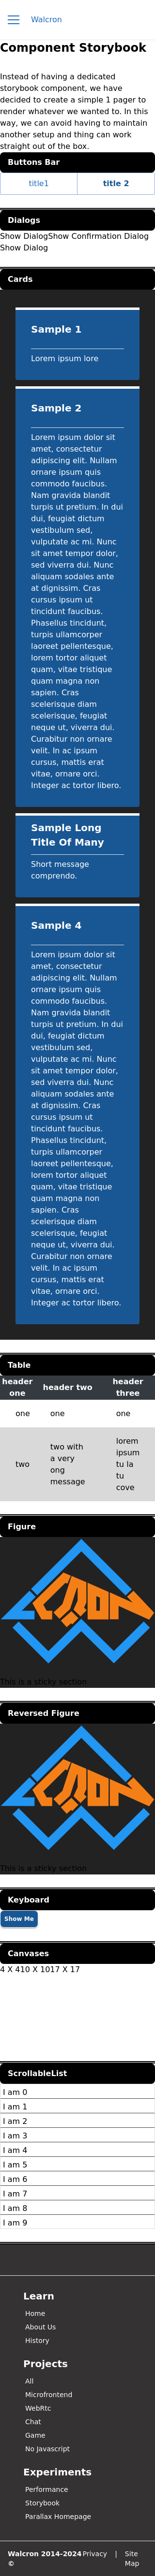 Walcron
Component Storybook
Instead of having a dedicated
storybook component, we have
decided to create a simple 1 pager for
render whatever we wanted to. In this
way, we can avoid having to maintain
another setup and thing can work
straight out of the box.
Buttons Bar
title1 title 2
Dialogs
Show DialogShow Confirmation Dialog
Show Dialog
Cards
Sample 1
Lorem ipsum lore
Sample 2
Lorem ipsum dolor sit
amet, consectetur
adipiscing elit. Nullam
ornare ipsum quis
commodo faucibus.
Nam gravida blandit
turpis ut pretium. In dui
dui, feugiat dictum
vestibulum sed,
vulputate ac mi. Nunc
sit amet tempor dolor,
sed viverra dui. Nunc
aliquam sodales ante
at dignissim. Cras
cursus ipsum ut
tincidunt faucibus.
Phasellus tincidunt,
turpis ullamcorper
laoreet pellentesque,
lorem tortor aliquet
quam, vitae tristique
quam magna non
sapien. Cras
scelerisque diam
scelerisque, feugiat
neque ut, viverra dui.
Curabitur non ornare
velit. In ac ipsum
cursus, mattis erat
vitae, ornare orci.
Integer ac tortor libero.
Sample Long
Title Of Many
Short message
comprendo.
Sample 4
Lorem ipsum dolor sit
amet, consectetur
adipiscing elit. Nullam
ornare ipsum quis
commodo faucibus.
Nam gravida blandit
turpis ut pretium. In dui
dui, feugiat dictum
vestibulum sed,
vulputate ac mi. Nunc
sit amet tempor dolor,
sed viverra dui. Nunc
aliquam sodales ante
at dignissim. Cras
cursus ipsum ut
tincidunt faucibus.
Phasellus tincidunt,
turpis ullamcorper
laoreet pellentesque,
lorem tortor aliquet
quam, vitae tristique
quam magna non
sapien. Cras
scelerisque diam
scelerisque, feugiat
neque ut, viverra dui.
Curabitur non ornare
velit. In ac ipsum
cursus, mattis erat
vitae, ornare orci.
Integer ac tortor libero.
Table
header one header two header three
one one one
two two with a very ong message lorem ipsum tu la tu cove
Figure
This is a sticky section
Reversed Figure
This is a sticky section
Keyboard
Show Me
Canvases
4 X 410 X 1017 X 17
ScrollableList
I am 0
I am 1
I am 2
I am 3
I am 4
I am 5
I am 6
I am 7
I am 8
I am 9
Learn
Home
About Us
History
Projects
All
Microfrontend
WebRtc
Chat
Game
No Javascript
Experiments
Performance
Storybook
Parallax Homepage
Walcron 2014-2024 © Privacy | Site Map